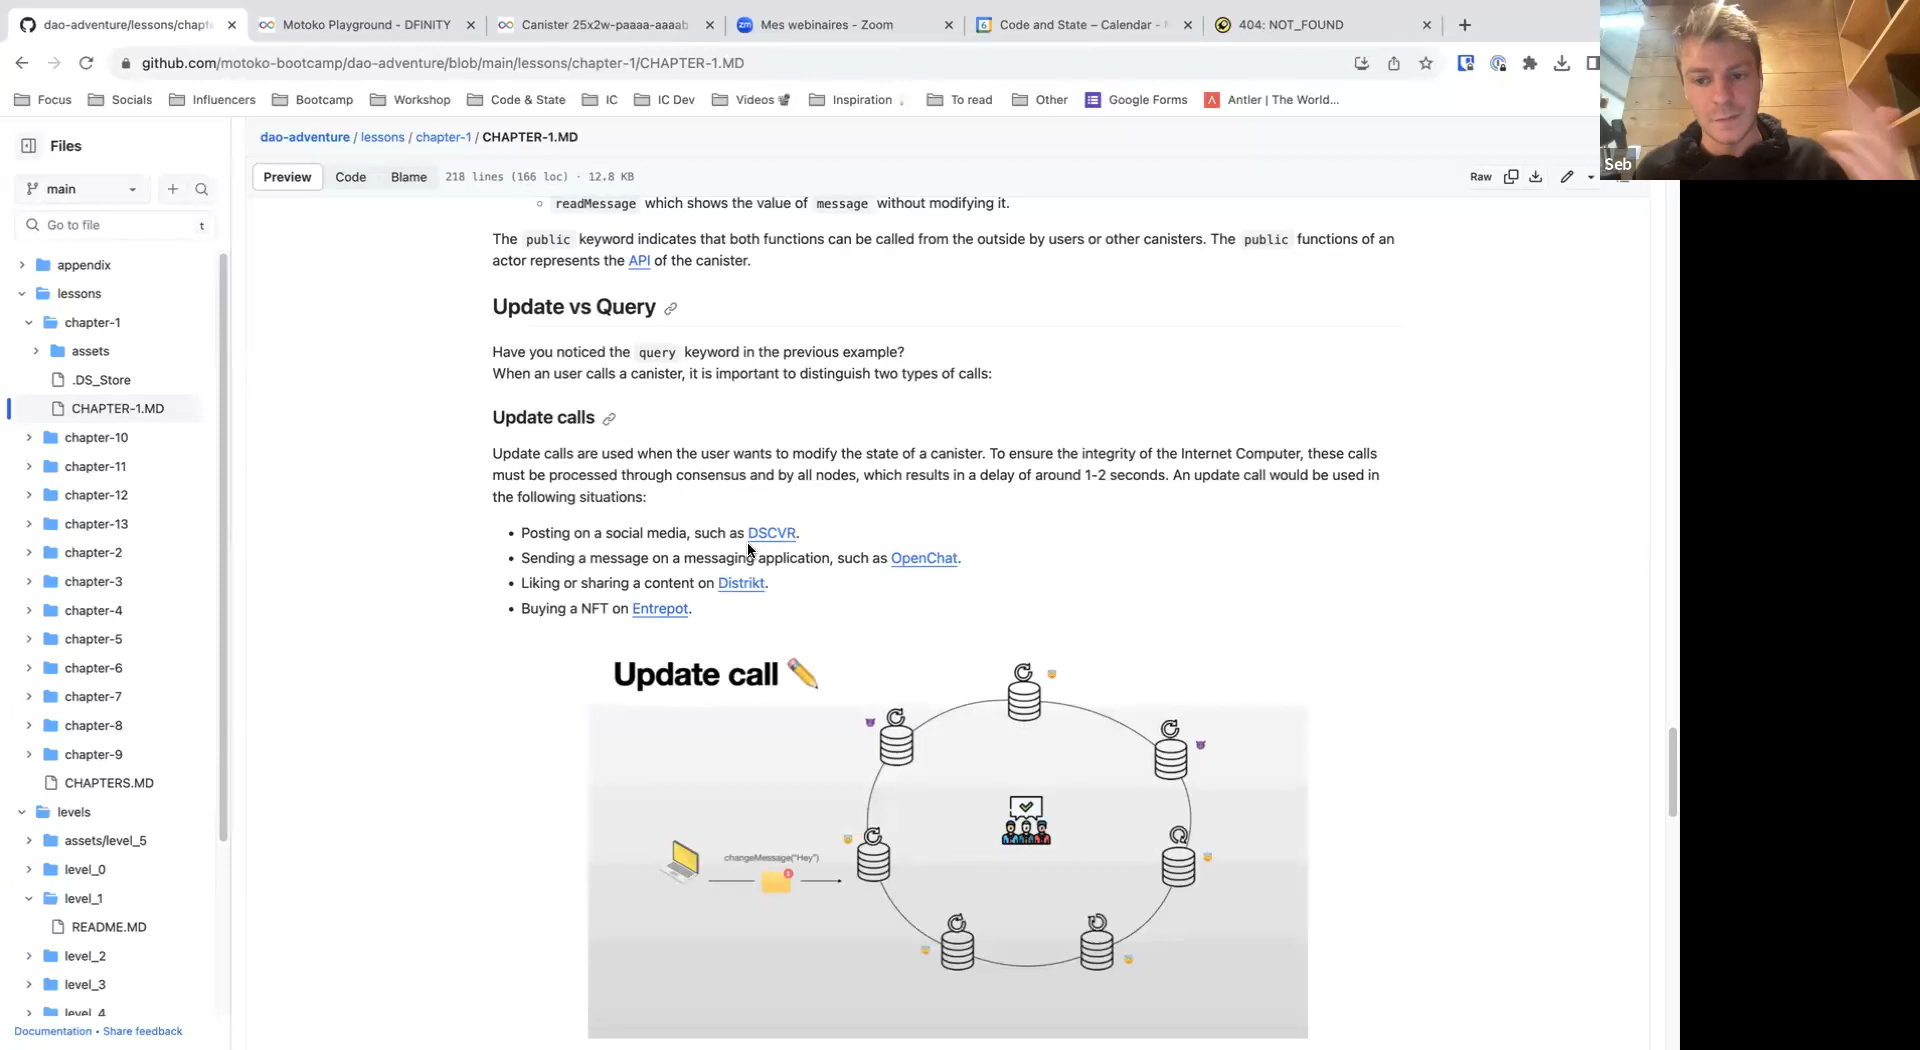 dao-adventure/lessons/chapt
Motoko Playground - DFINITY
Canister 25x2w-paaaa-aaaab
Mes webinaires - Zoom
Code and State – Calendar -
404: NOT_FOUND
github.com/motoko-bootcamp/dao-adventure/blob/main/lessons/chapter-1/CHAPTER-1.MD
Focus
Socials
Influencers
Bootcamp
Workshop
Code & State
IC
IC Dev
Videos
Inspiration
To read
Other
Google Forms
Antler | The World...
Seb
Files
main
Go to file
t
appendix
lessons
chapter-1
assets
.DS_Store
CHAPTER-1.MD
chapter-10
chapter-11
chapter-12
chapter-13
chapter-2
chapter-3
chapter-4
chapter-5
chapter-6
chapter-7
chapter-8
chapter-9
CHAPTERS.MD
levels
assets/level_5
level_0
level_1
README.MD
level_2
level_3
level_4
Documentation • Share feedback
dao-adventure / lessons / chapter-1 / CHAPTER-1.MD
Preview
Code
Blame
218 lines (166 loc) · 12.8 KB
Raw
readMessage which shows the value of message without modifying it.
The public keyword indicates that both functions can be called from the outside by users or other canisters. The public functions of an
actor represents the API of the canister.
Update vs Query
Have you noticed the query keyword in the previous example?
When an user calls a canister, it is important to distinguish two types of calls:
Update calls
Update calls are used when the user wants to modify the state of a canister. To ensure the integrity of the Internet Computer, these calls
must be processed through consensus and by all nodes, which results in a delay of around 1-2 seconds. An update call would be used in
the following situations:
• Posting on a social media, such as DSCVR.
• Sending a message on a messaging application, such as OpenChat.
• Liking or sharing a content on Distrikt.
• Buying a NFT on Entrepot.
Update call
changeMessage("Hey")